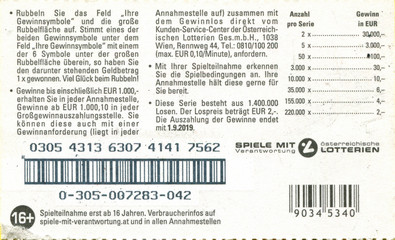 • Rubbeln Sie das Feld „Ihre
Gewinnsymbole" und die große
Rubbelfläche auf. Stimmt eines der
beiden Gewinnsymbole unter dem
Feld „Ihre Gewinnsymbole" mit einem
der 6 Symbole unter der großen
Rubbelfläche überein, so haben Sie
den darunter stehenden Geldbetrag
1 x gewonnen. Viel Glück beim Rubbeln!
• Gewinne bis einschließlich EUR 1.000,-
erhalten Sie in jeder Annahmestelle,
Gewinne ab EUR 1.000,10 in jeder
Großgewinnauszahlungsstelle. Sie
können diese auch mit einer
Gewinnanforderung (liegt in jeder
Annahmestelle auf) zusammen mit
dem Gewinnlos direkt vom
Kunden-Service-Center der Österreichischen
Lotterien Ges.m.b.H., 1038
Wien, Rennweg 44, Tel.: 0810/100 200
(max. EUR 0,10/Minute), anfordern.
• Mit Ihrer Spielteilnahme erkennen
Sie die Spielbedingungen an. Ihre
Annahmestelle hält diese gerne für
Sie bereit.
• Diese Serie besteht aus 1.400.000
Losen. Der Lospreis beträgt EUR 2,-.
Die Auszahlung der Gewinne endet
mit 1.9.2019.
Anzahl pro Serie Gewinn in EUR
2 x 30.000,-
5 x 3.000,-
50 x 100,-
3.000 x 30,-
10.000 x 10,-
35.000 x 6,-
155.000 x 4,-
220.000 x 2,-
0305 4313 6307 4141 7562
0-305-007283-042
SPIELE MIT
Verantwortung
österreichische
LOTTERIEN
16+
Spielteilnahme erst ab 16 Jahren. Verbraucherinfos auf
spiele-mit-verantwortung.at und in allen Annahmestellen
9034 5340